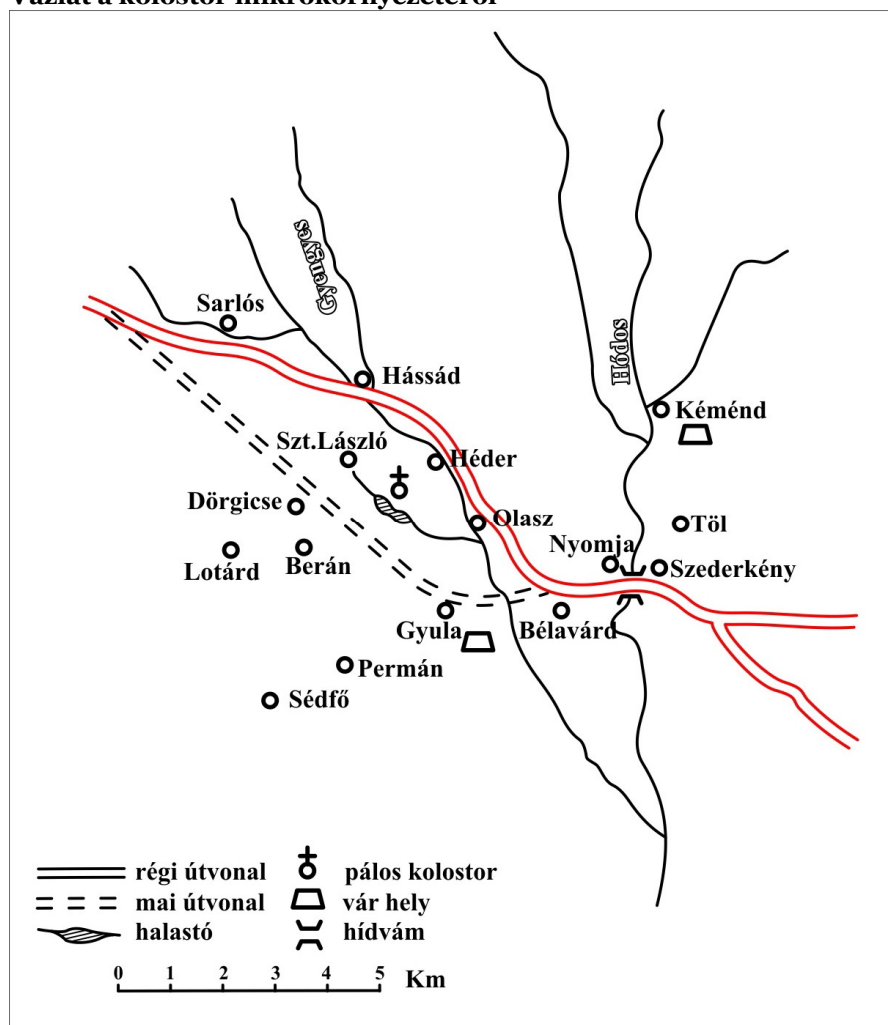 Vázlat a kolostor mikrokörnyezetéről
Gyöngyös
Sarlós
Hódos
Hássád
Kéménd
Szt.László
Héder
Dörgicse
Olasz
Töl
Nyomja
Lotárd
Berán
Szederkény
Gyula
Bélavárd
Permán
Sédfő
régi útvonal
pálos kolostor
mai útvonal
vár hely
halastó
hídvám
0 1 2 3 4 5 Km